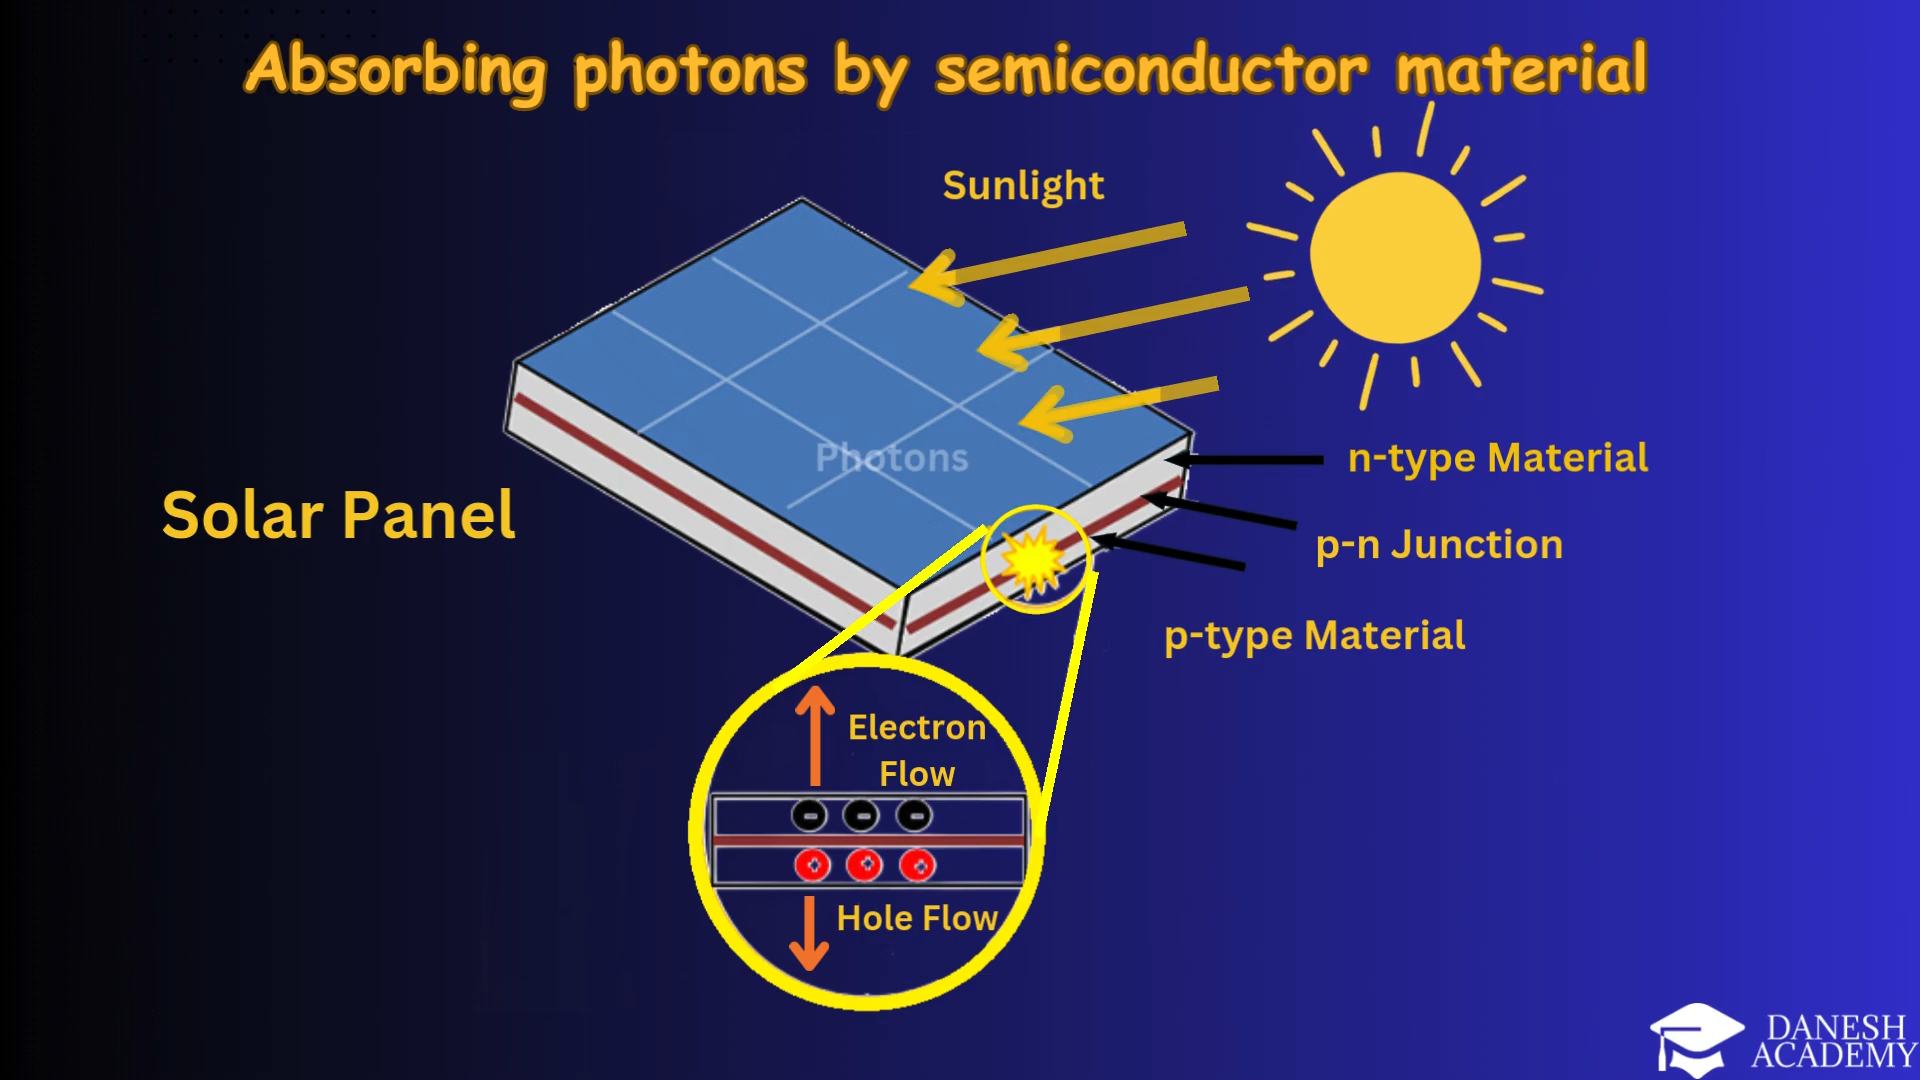 Absorbing photons by semiconductor material
Sunlight
Photons
n-type Material
Solar Panel
p-n Junction
p-type Material
Electron
Flow
Hole Flow
DANESH
ACADEMY